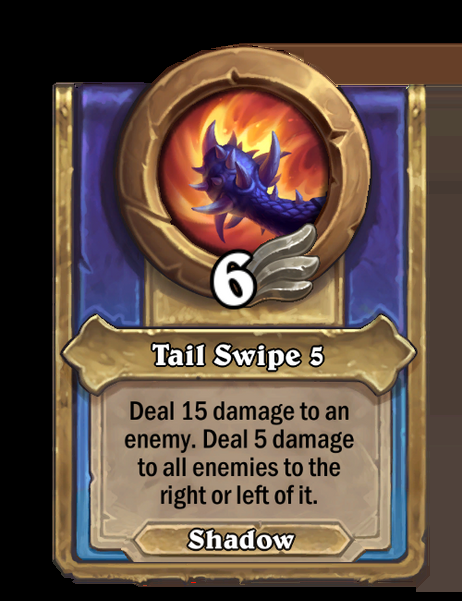 6
Tail Swipe 5
Deal 15 damage to an
enemy. Deal 5 damage
to all enemies to the
right or left of it.
Shadow